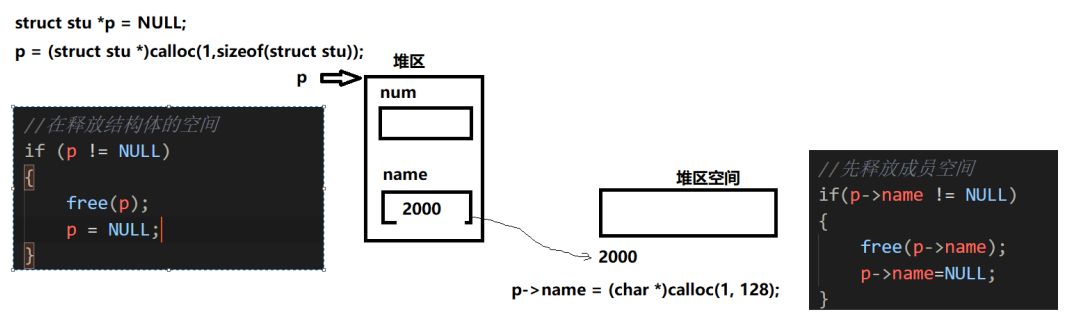 struct stu *p = NULL;
p = (struct stu *)calloc(1,sizeof(struct stu));
堆区
p
num
//在释放结构体的空间
if (p != NULL)
{
free(p);
p = NULL;
}
name
2000
堆区空间
2000
p->name = (char *)calloc(1, 128);
//先释放成员空间
if(p->name != NULL)
{
free(p->name);
p->name=NULL;
}